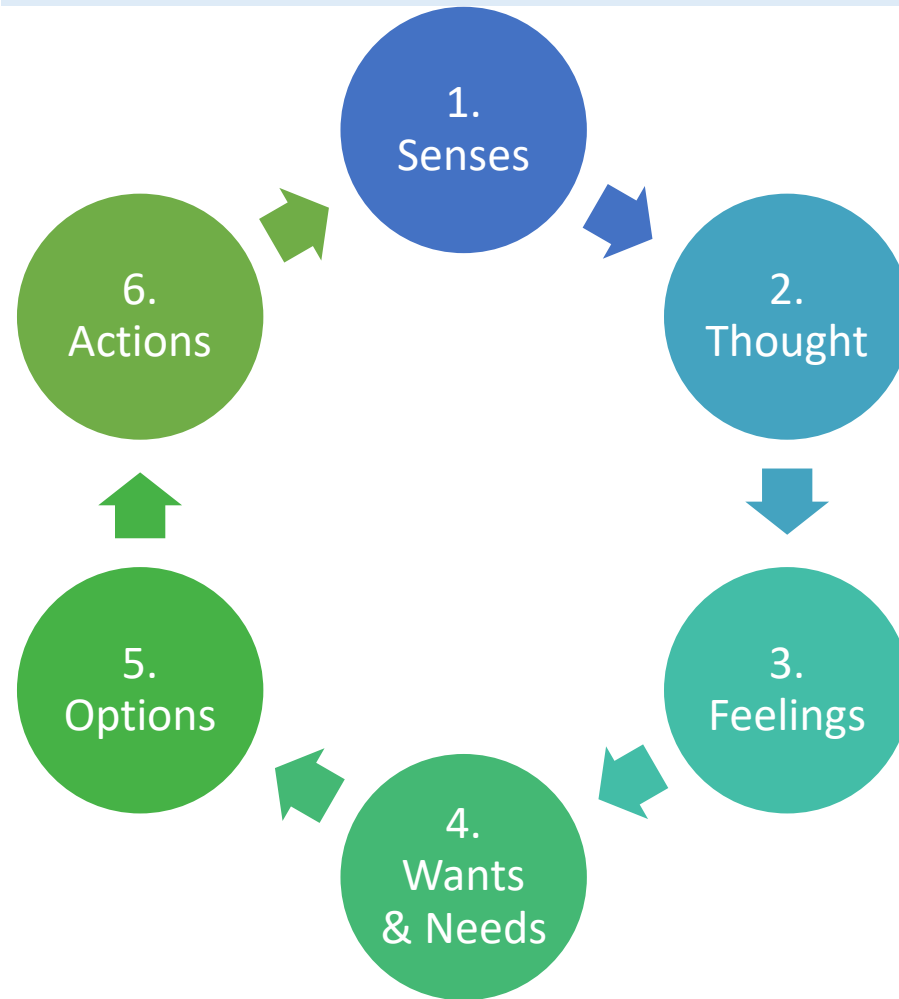 1.
Senses
2.
Thought
3.
Feelings
4.
Wants
& Needs
5.
Options
6.
Actions